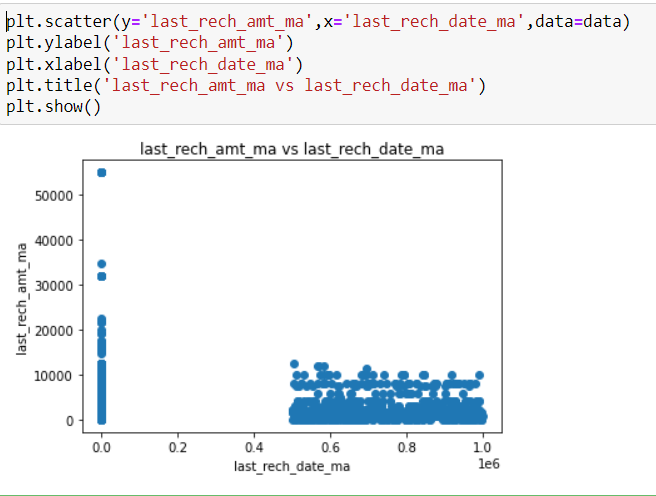 plt.scatter(y='last_rech_amt_ma',x='last_rech_date_ma',data=data)
plt.ylabel('last_rech_amt_ma')
plt.xlabel('last_rech_date_ma')
plt.title('last_rech_amt_ma vs last_rech_date_ma')
plt.show()
last_rech_amt_ma vs last_rech_date_ma
last_rech_amt_ma
50000
40000
30000
20000
10000
0
0.0 0.2 0.4 0.6 0.8 1.0
1e6
last_rech_date_ma